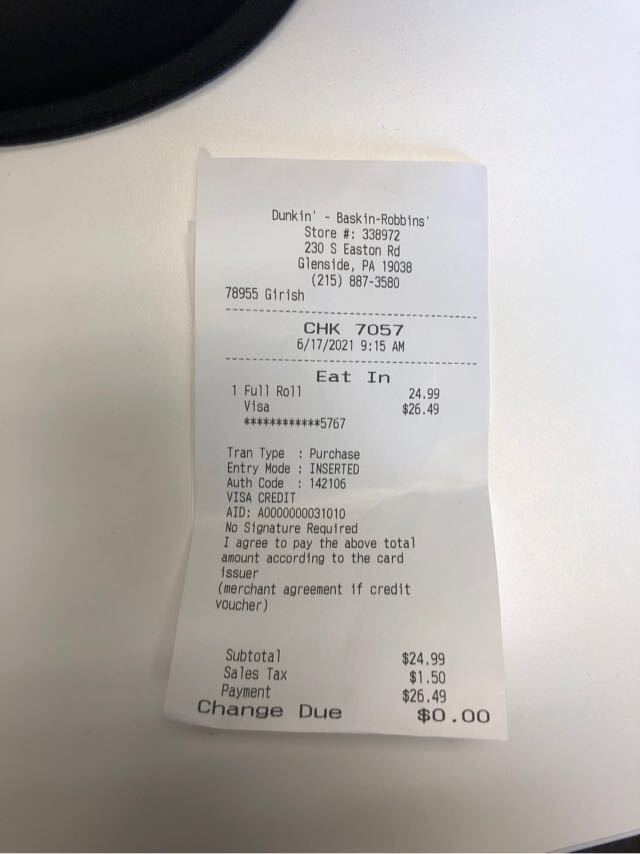 Dunkin' - Baskin-Robbins'
Store #: 338972
230 S Easton Rd
Glenside, PA 19038
(215) 887-3580
78955 Girish
CHK 7057
6/17/2021 9:15 AM
Eat In
1 Full Roll 24.99
Visa $26.49
************5767
Tran Type : Purchase
Entry Mode : INSERTED
Auth Code : 142106
VISA CREDIT
AID: A0000000031010
No Signature Required
I agree to pay the above total
amount according to the card
issuer
(merchant agreement if credit
voucher)
Subtotal $24.99
Sales Tax $1.50
Payment $26.49
Change Due $0.00